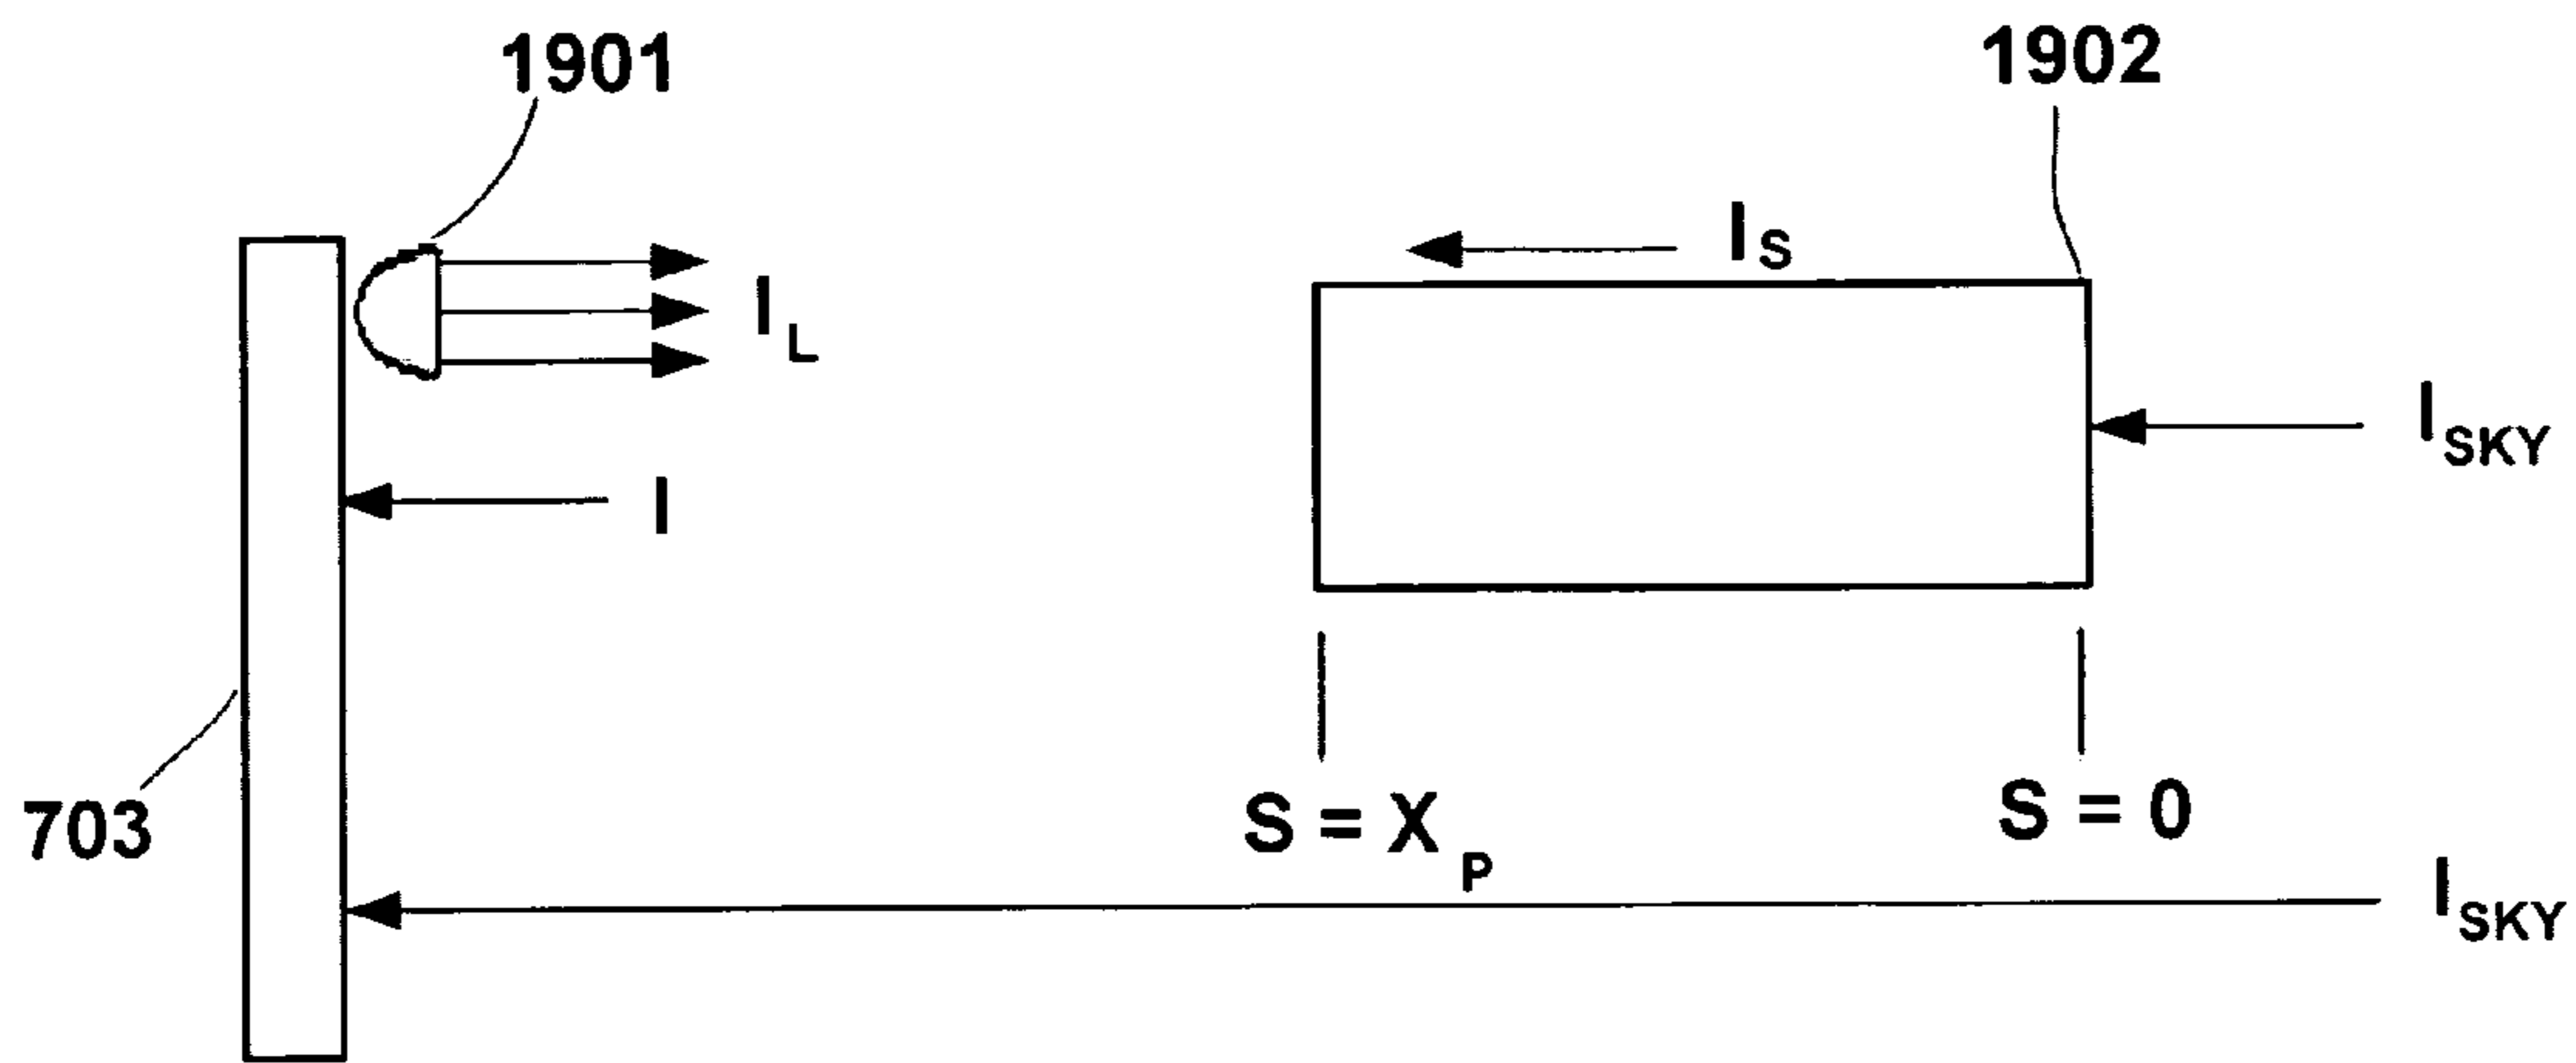 1901
1902
I_S
I_L
I_SKY
I
S = X_P
S = 0
703
I_SKY